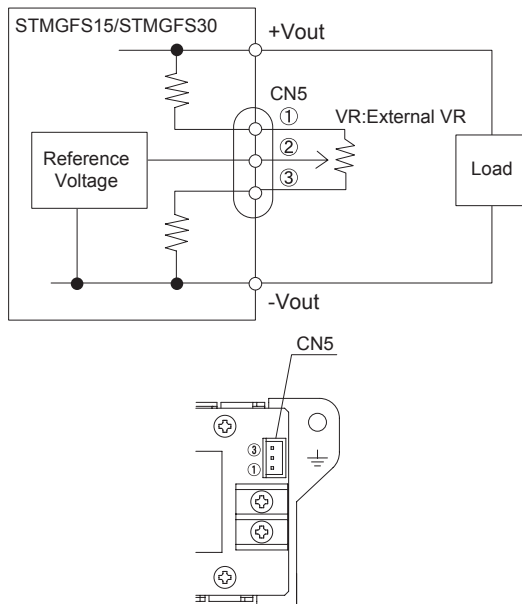 STMGFS15/STMGFS30
+Vout
CN5
①
VR:External VR
②
Reference
Voltage
③
Load
-Vout
CN5
③
①